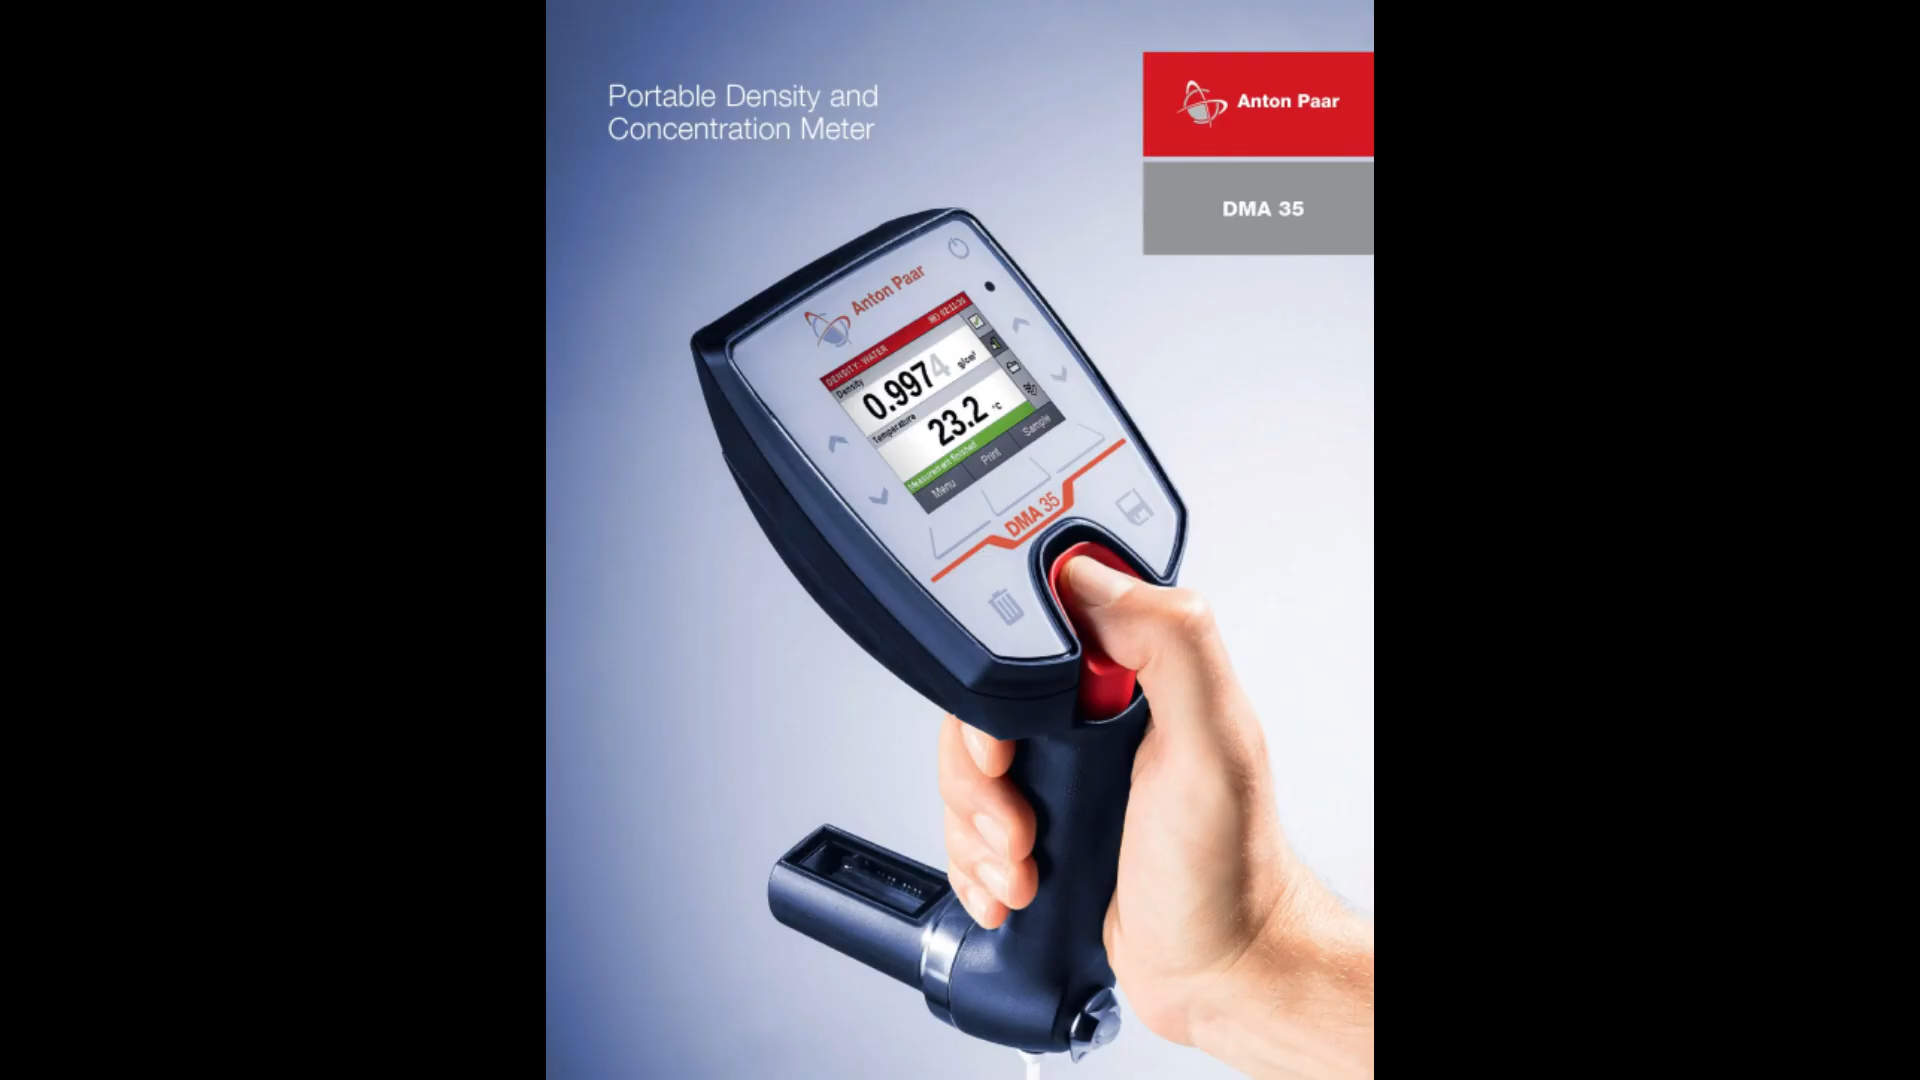 Portable Density and
Concentration Meter
Anton Paar
DMA 35
Anton Paar
DENSITY: WATER
Density
0.9974 g/cm³
Temperature
23.2 °C
Measurement finished
Menu Print Sample
DMA 35